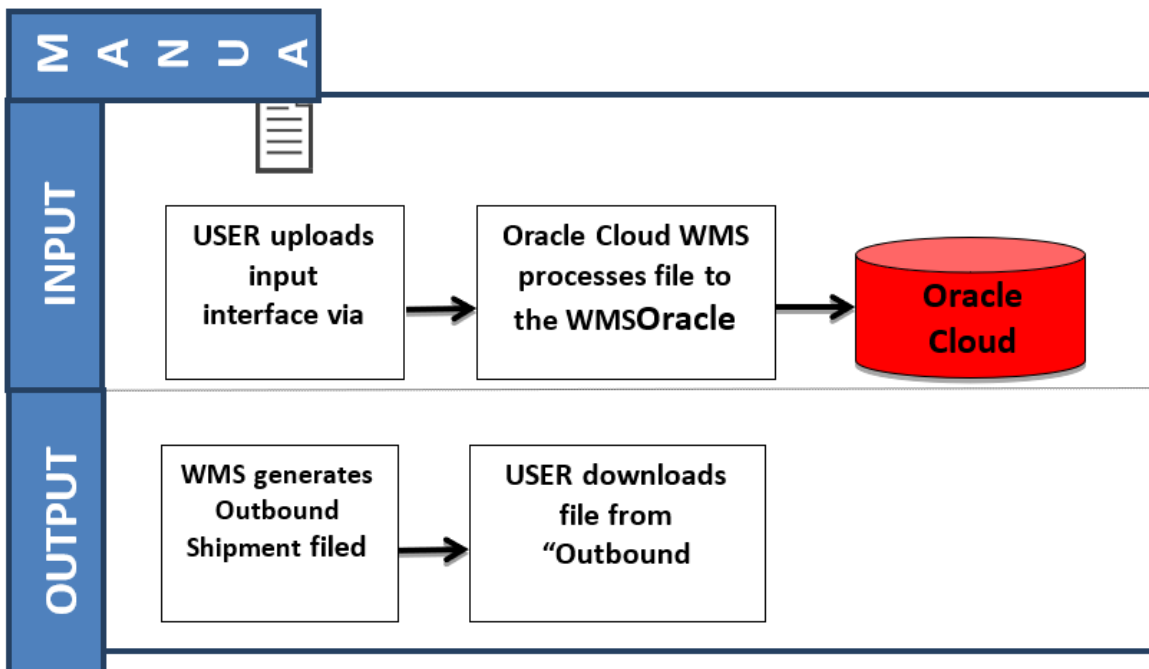 M A N U A
INPUT
USER uploads
input
interface via
Oracle Cloud WMS
processes file to
the WMSOracle
Oracle
Cloud
OUTPUT
WMS generates
Outbound
Shipment filed
USER downloads
file from
“Outbound